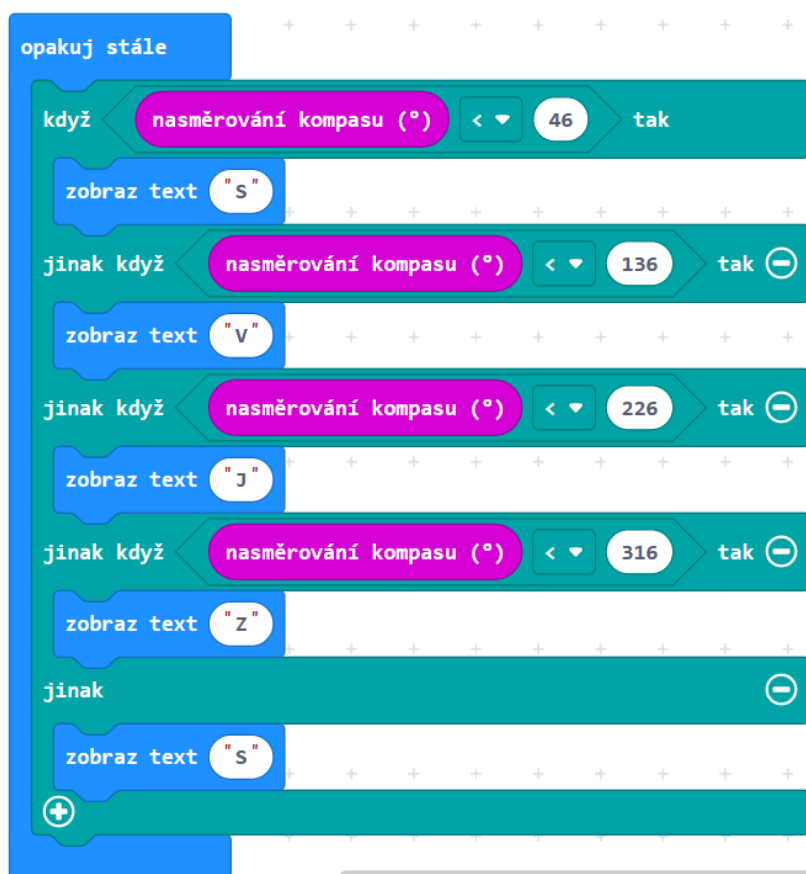 opakuj stále
když nasměrování kompasu (°) < 46 tak
zobraz text "S"
jinak když nasměrování kompasu (°) < 136 tak
zobraz text "V"
jinak když nasměrování kompasu (°) < 226 tak
zobraz text "J"
jinak když nasměrování kompasu (°) < 316 tak
zobraz text "Z"
jinak
zobraz text "S"